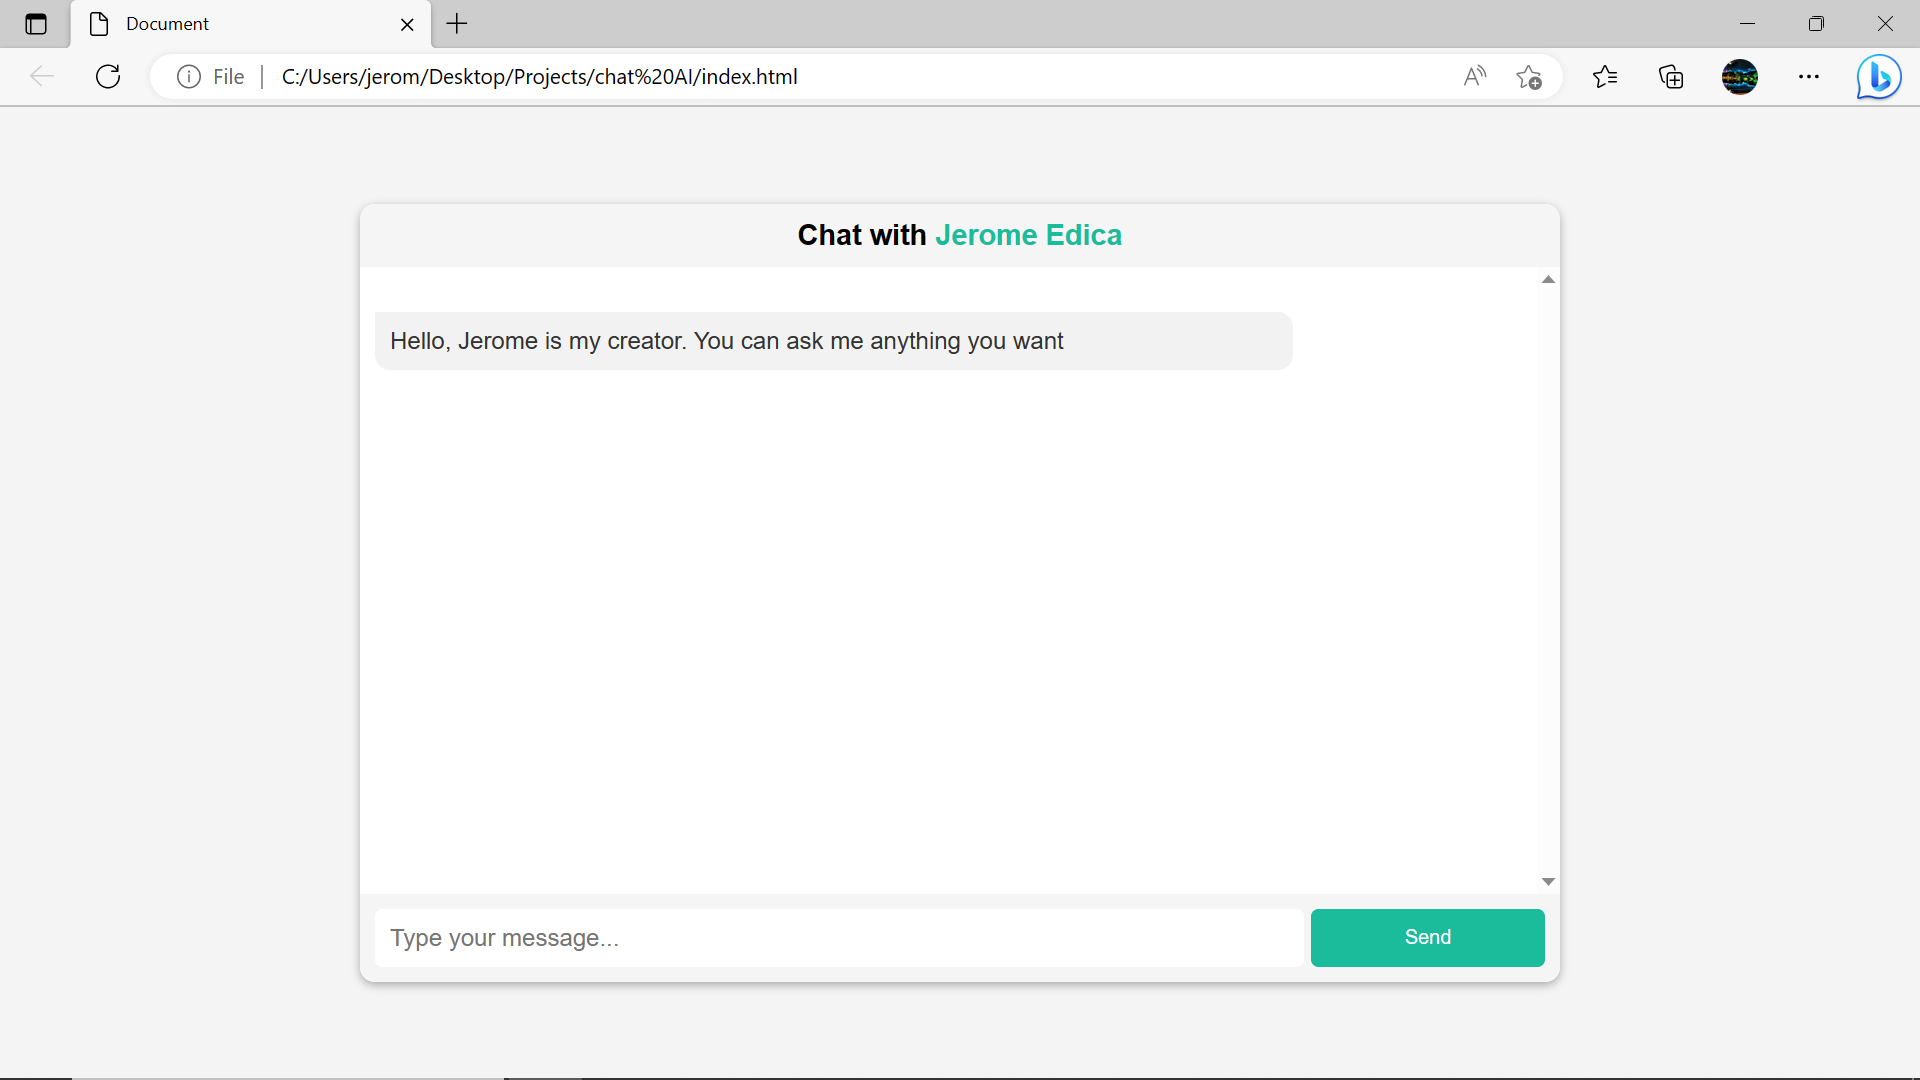 Document
File
C:/Users/jerom/Desktop/Projects/chat%20AI/index.html
Chat with Jerome Edica
Hello, Jerome is my creator. You can ask me anything you want
Type your message...
Send